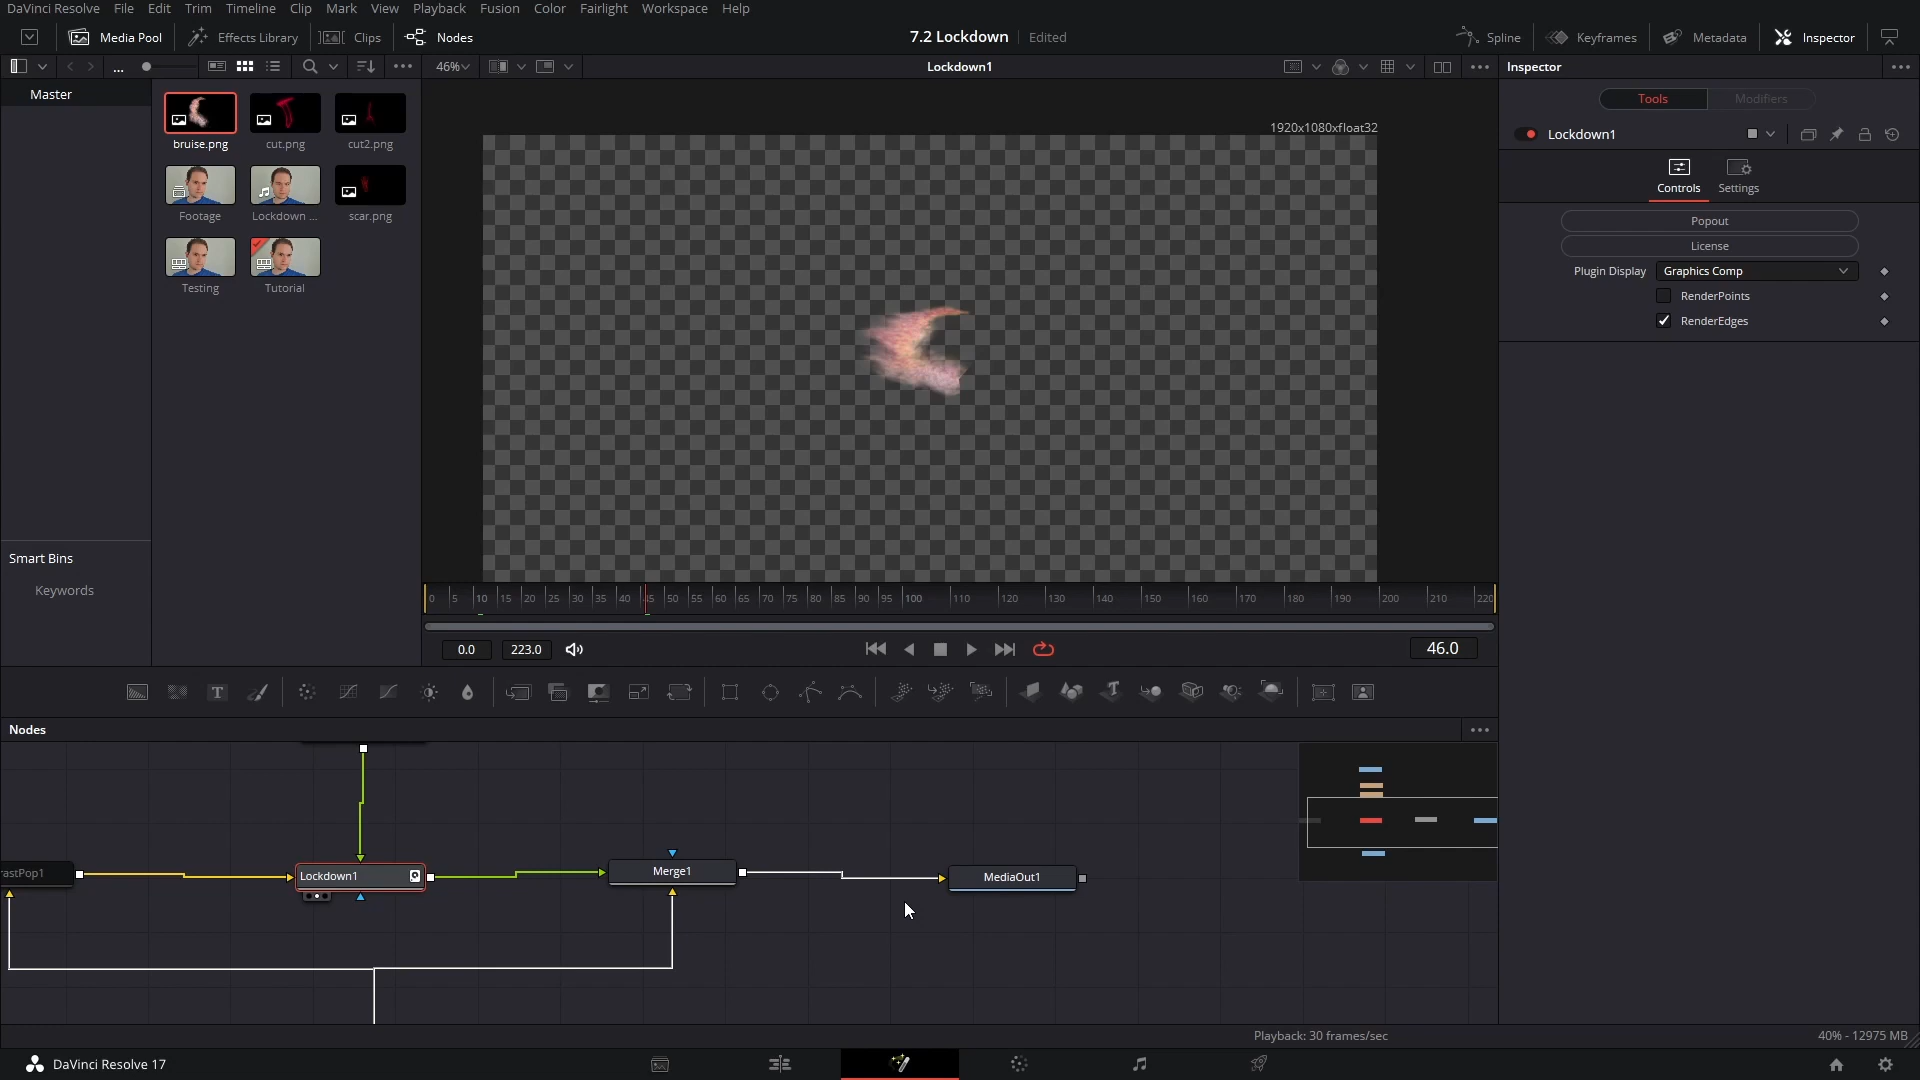 DaVinci Resolve File Edit Trim Timeline Clip Mark View Playback Fusion Color Fairlight Workspace Help
Media Pool Effects Library Clips Nodes 7.2 Lockdown Edited Spline Keyframes Metadata Inspector
... 46% Lockdown1 Inspector
Master
Tools Modifiers
1920x1080xfloat32
Lockdown1
bruise.png cut.png cut2.png
Controls Settings
Footage Lockdown ... scar.png
Popout
License
Plugin Display Graphics Comp
Testing Tutorial
RenderPoints
RenderEdges
Smart Bins
Keywords
0 5 10 15 20 25 30 35 40 45 50 55 60 65 70 75 80 85 90 95 100 110 120 130 140 150 160 170 180 190 200 210 220
0.0 223.0 46.0
Nodes
rastPop1 Lockdown1 Merge1 MediaOut1
Playback: 30 frames/sec 40% - 12975 MB
DaVinci Resolve 17